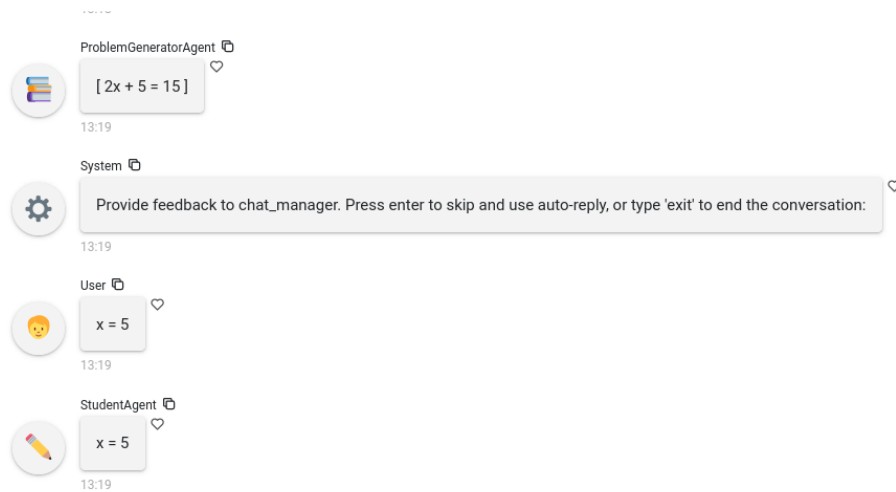 ProblemGeneratorAgent
[ 2x + 5 = 15 ]
13:19
System
Provide feedback to chat_manager. Press enter to skip and use auto-reply, or type 'exit' to end the conversation:
13:19
User
x = 5
13:19
StudentAgent
x = 5
13:19